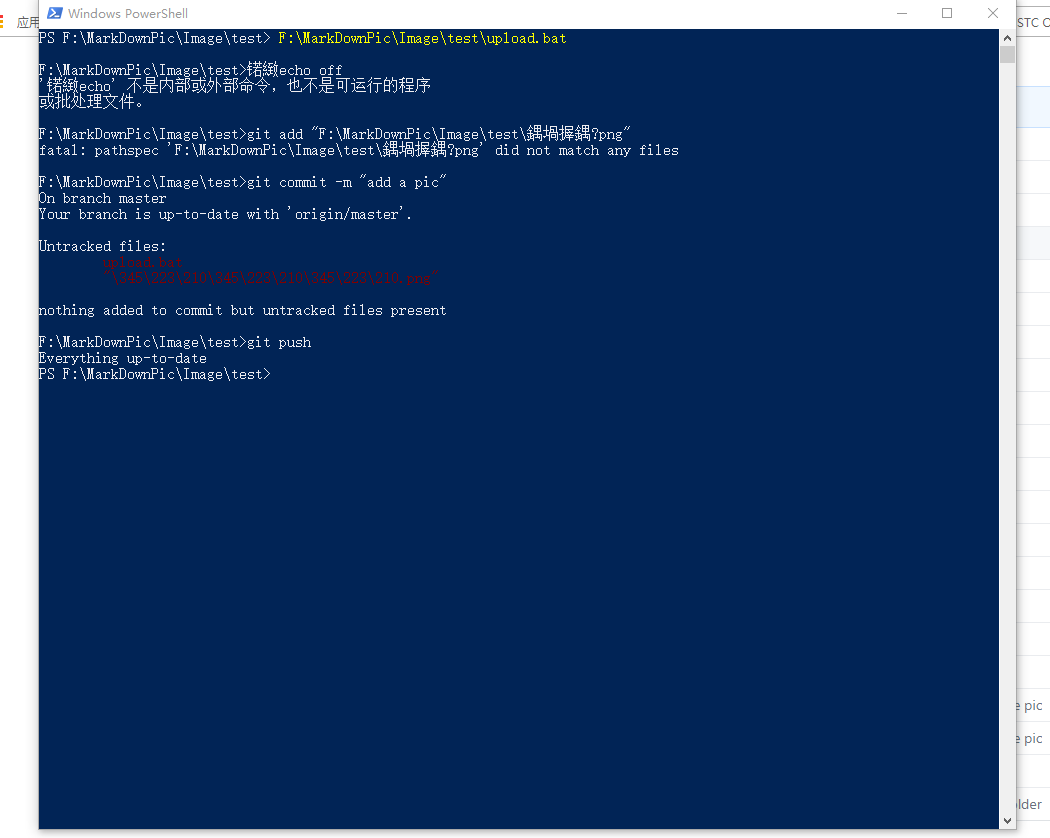 应用
Windows PowerShell
STC O
PS F:\MarkDownPic\Image\test> F:\MarkDownPic\Image\test\upload.bat
F:\MarkDownPic\Image\test>锘緻echo off
'锘緻echo' 不是内部或外部命令，也不是可运行的程序
或批处理文件。
F:\MarkDownPic\Image\test>git add "F:\MarkDownPic\Image\test\鍝堝搱鍝?png"
fatal: pathspec 'F:\MarkDownPic\Image\test\鍝堝搱鍝?png' did not match any files
F:\MarkDownPic\Image\test>git commit -m "add a pic"
On branch master
Your branch is up-to-date with 'origin/master'.
Untracked files:
upload.bat
"\345\223\210\345\223\210\345\223\210.png"
nothing added to commit but untracked files present
F:\MarkDownPic\Image\test>git push
Everything up-to-date
PS F:\MarkDownPic\Image\test>
e pic
e pic
older